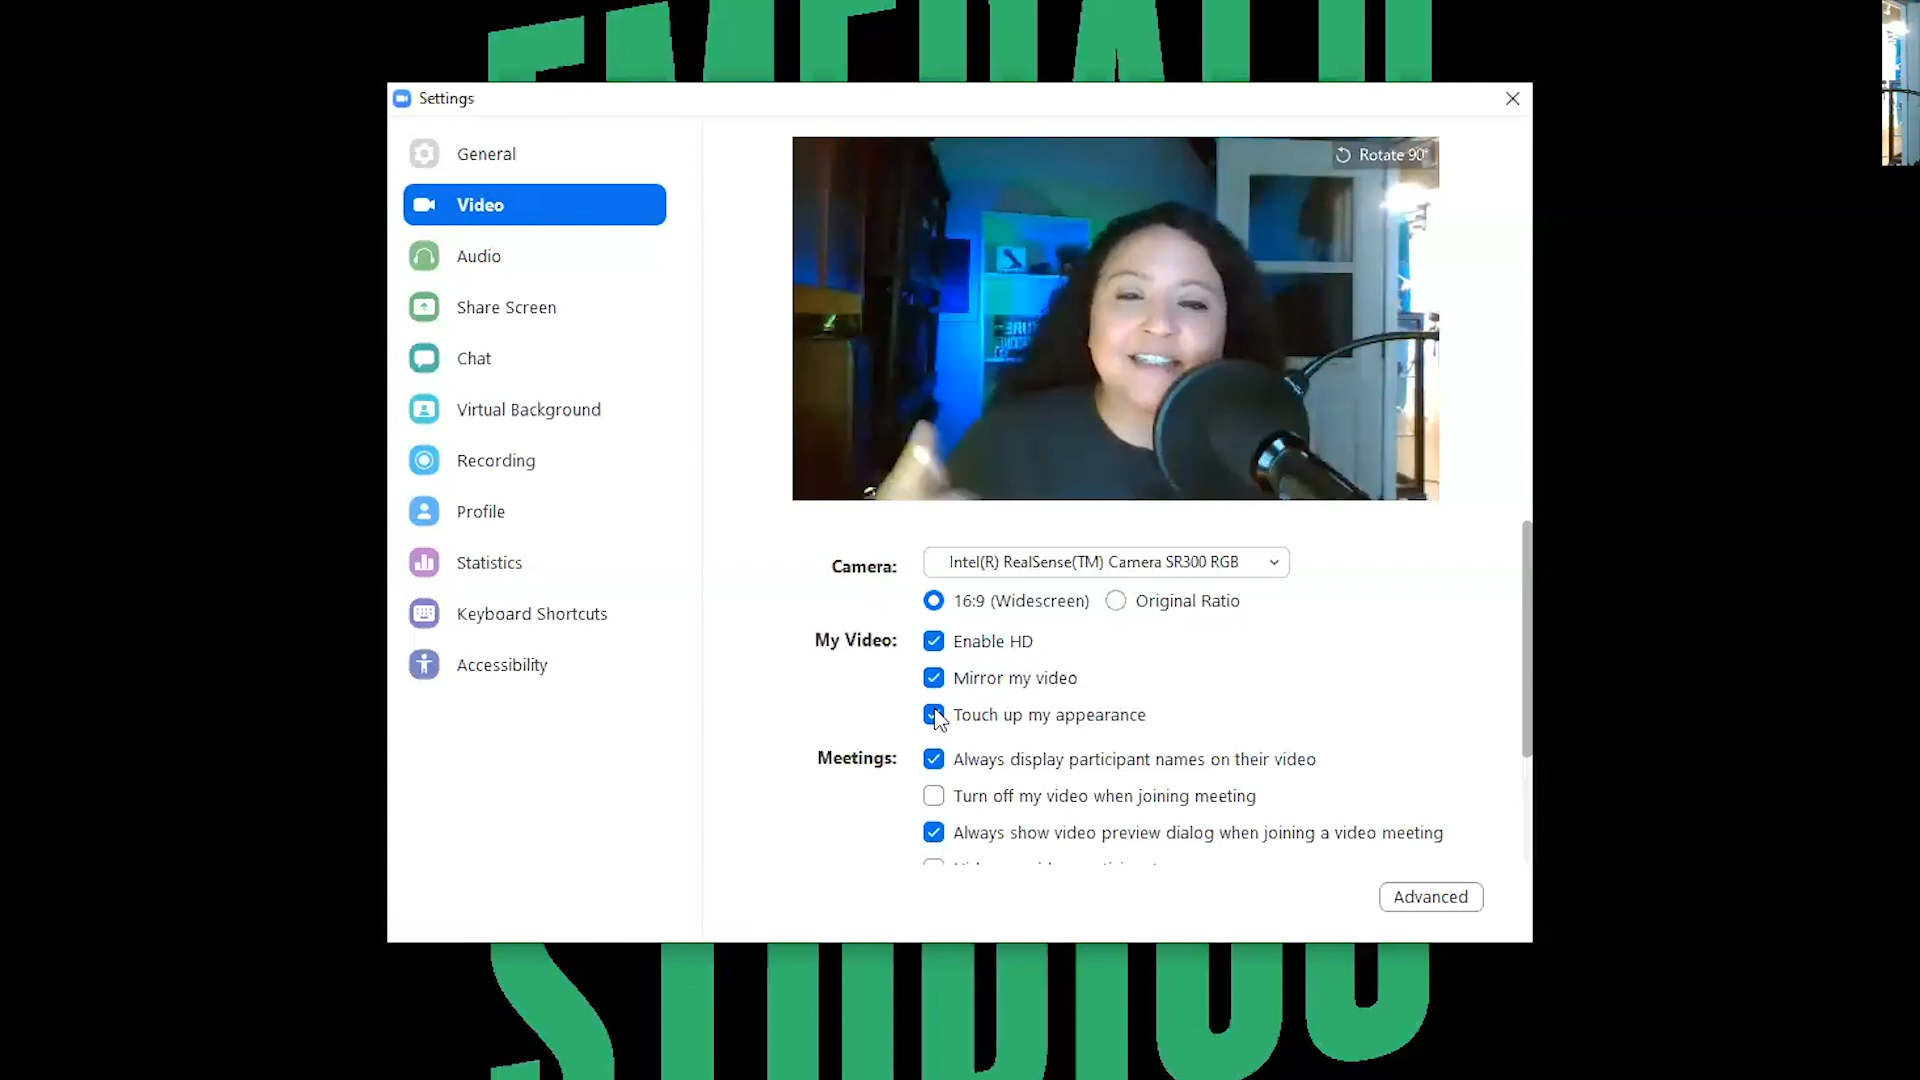 EMERALD
Settings
General
Video
Audio
Share Screen
Chat
Virtual Background
Recording
Profile
Statistics
Keyboard Shortcuts
Accessibility
Rotate 90°
Camera:
Intel(R) RealSense(TM) Camera SR300 RGB
16:9 (Widescreen)
Original Ratio
My Video:
Enable HD
Mirror my video
Touch up my appearance
Meetings:
Always display participant names on their video
Turn off my video when joining meeting
Always show video preview dialog when joining a video meeting
Advanced
STUDIOS